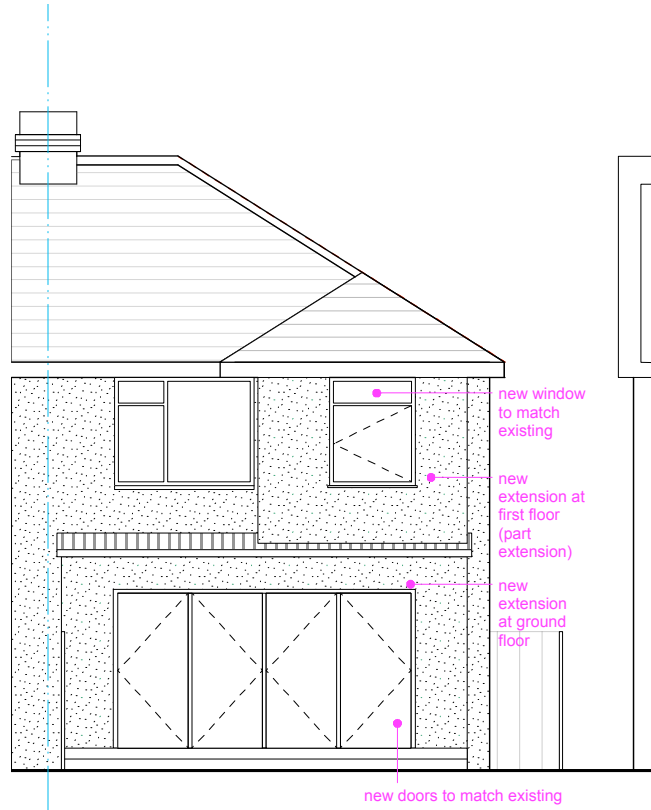 new window
to match
existing
new
extension at
first floor
(part
extension)
new
extension
at ground
floor
new doors to match existing